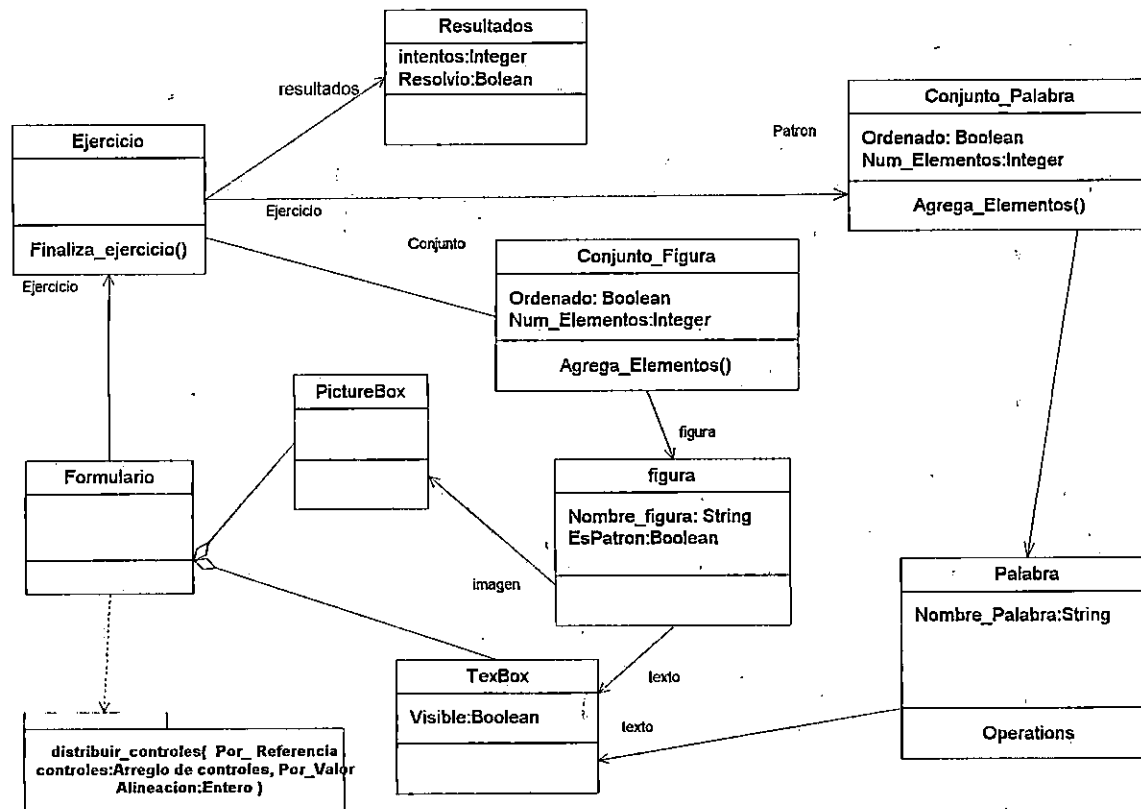 Resultados
intentos:Integer
Resolvio:Bolean
resultados
Conjunto_Palabra
Ordenado: Boolean
Num_Elementos:Integer
Agrega_Elementos()
Patron
Ejercicio
Finaliza_ejercicio()
Ejercicio
Ejercicio
Conjunto
Conjunto_Figura
Ordenado: Boolean
Num_Elementos:Integer
Agrega_Elementos()
PictureBox
figura
Formulario
figura
Nombre_figura: String
EsPatron:Boolean
imagen
Palabra
Nombre_Palabra:String
Operations
TexBox
Visible:Boolean
texto
texto
distribuir_controles( Por_ Referencia
controles:Arreglo de controles, Por_Valor
Alineacion:Entero )